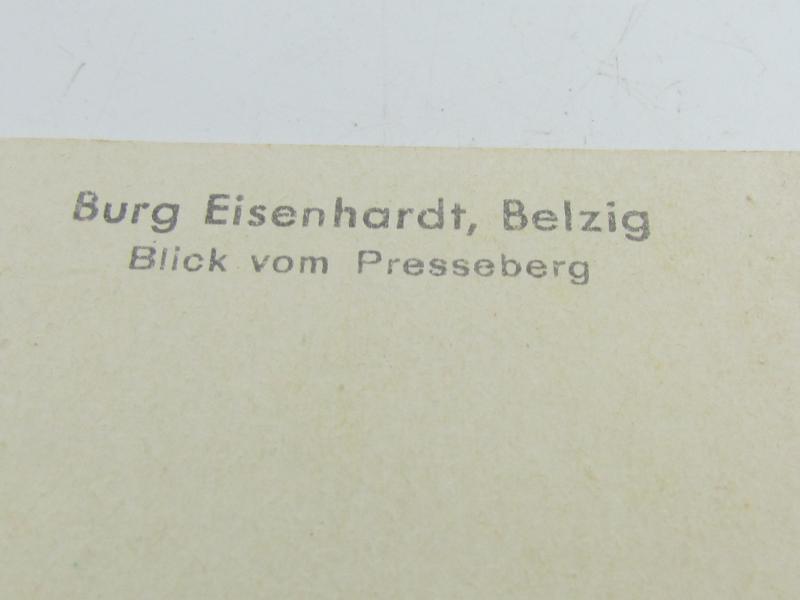 Burg Eisenhardt, Belzig
Blick vom Presseberg